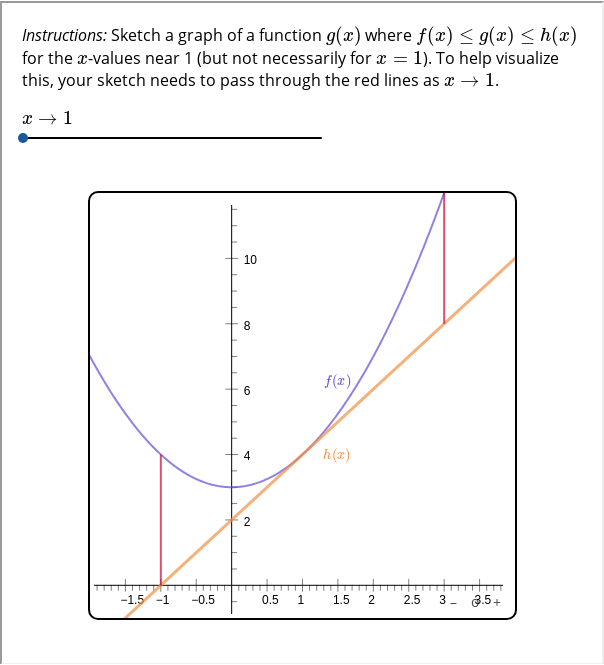 Instructions: Sketch a graph of a function g(x) where f(x) ≤ g(x) ≤ h(x)
for the x-values near 1 (but not necessarily for x = 1). To help visualize
this, your sketch needs to pass through the red lines as x → 1.
x → 1
10
8
6
f(x)
4
h(x)
2
−1.5 −1 −0.5 0.5 1 1.5 2 2.5 3 3.5
− +